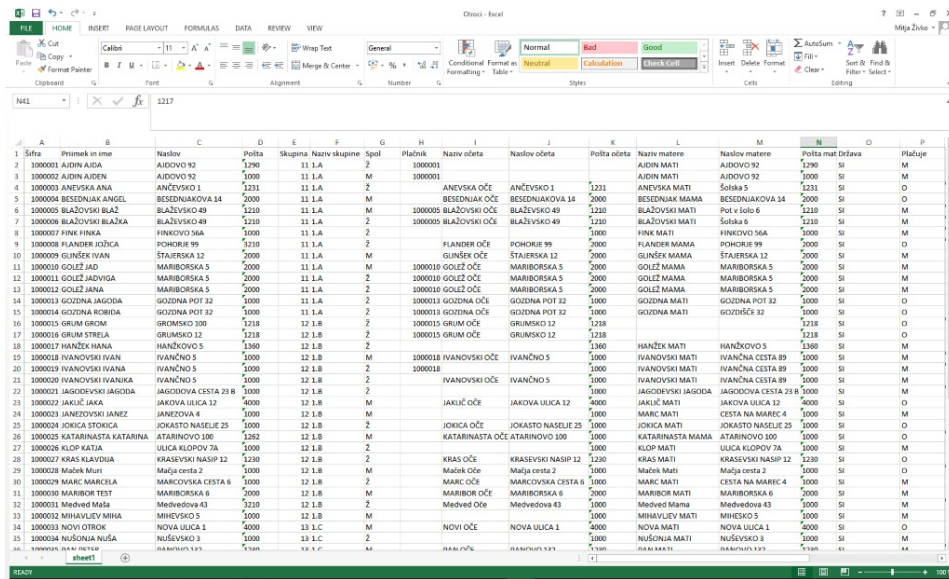 Otroci - Excel
FILE HOME INSERT PAGE LAYOUT FORMULAS DATA REVIEW VIEW Mitja Živko
Cut Calibri 11 Wrap Text General Normal Bad Good AutoSum
Paste Copy Merge & Center Conditional Formatting Format as Table Neutral Calculation Check Cell Insert Delete Format Fill Sort & Find &
Format Painter Clear Filter Select
Clipboard Font Alignment Number Styles Cells Editing
N41 fx 1217
A B C D E F G H I J K L M N O P
1 Šifra Priimek in ime Naslov Pošta Skupina Naziv skupine Spol Plačnik Naziv očeta Naslov očeta Pošta očeta Naziv matere Naslov matere Pošta mat Država Plačuje
2 1000001 AJDIN AJDA AJDOVO 92 1290 11 1.A Ž 1000001 AJDIN MATI AJDOVO 92 1290 SI M
3 1000002 AJDIN AJDEN AJDOVO 92 1000 11 1.A M 1000001 AJDIN MATI AJDOVO 92 1000 SI M
4 1000003 ANEVSKA ANA ANČEVSKO 1 1231 11 1.A Ž ANEVSKA OČE ANČEVSKO 1 1231 ANEVSKA MATI Šolska 5 1231 SI O
5 1000004 BESEDNJAK ANGEL BESEDNJAKOVA 14 2000 11 1.A M BESEDNJAK OČE BESEDNJAKOVA 14 2000 BESEDNJAK MAMA BESEDNJAKOVA 14 2000 SI O
6 1000005 BLAŽOVSKI BLAŽ BLAŽEVSKO 49 1210 11 1.A M 1000005 BLAŽOVSKI OČE BLAŽEVSKO 49 1210 BLAŽOVSKI MATI Pot v šolo 6 1210 SI M
7 1000006 BLAŽOVSKI BLAŽKA BLAŽEVSKO 49 1210 11 1.A Ž 1000005 BLAŽOVSKI OČE BLAŽEVSKO 49 1210 BLAŽOVSKI MATI Šolska 6 1210 SI M
8 1000007 FINK FINKA FINKOVO 56A 1000 11 1.A Ž 1000 FINK MATI FINKOVO 56A 1000 SI M
9 1000008 FLANDER JOŽICA POHORJE 99 3210 11 1.A Ž FLANDER OČE POHORJE 99 2000 FLANDER MAMA POHORJE 99 2000 SI O
10 1000009 GLINŠEK IVAN ŠTAJERSKA 12 2000 11 1.A M GLINŠEK OČE ŠTAJERSKA 12 2000 GLINŠEK MAMA ŠTAJERSKA 12 2000 SI O
11 1000010 GOLEŽ JAD MARIBORSKA 5 2000 11 1.A M 1000010 GOLEŽ OČE MARIBORSKA 5 2000 GOLEŽ MAMA MARIBORSKA 5 2000 SI M
12 1000011 GOLEŽ JADVIGA MARIBORSKA 5 2000 11 1.A Ž 1000010 GOLEŽ OČE MARIBORSKA 5 2000 GOLEŽ MAMA MARIBORSKA 5 2000 SI M
13 1000012 GOLEŽ JANA MARIBORSKA 5 2000 11 1.A Ž 1000010 GOLEŽ OČE MARIBORSKA 5 2000 GOLEŽ MAMA MARIBORSKA 5 2000 SI M
14 1000013 GOZDNA JAGODA GOZDNA POT 32 1000 11 1.A Ž 1000013 GOZDNA OČE GOZDNA POT 32 1000 GOZDNA MATI GOZDNA POT 32 1000 SI O
15 1000014 GOZDNA ROBIDA GOZDNA POT 32 1000 11 1.A Ž 1000013 GOZDNA OČE GOZDNA POT 32 1000 GOZDNA MATI GOZDIŠČE 32 1000 SI M
16 1000015 GRUM GROM GROMSKO 100 1218 12 1.B Ž 1000015 GRUM OČE GRUMSKO 12 1218 1218 SI O
17 1000016 GRUM STRELA GRUMSKO 12 1218 12 1.B Ž 1000015 GRUM OČE GRUMSKO 12 1218 1218 SI O
18 1000017 HANŽEK HANA HANŽKOVO 5 1360 12 1.B Ž 1360 HANŽEK MATI HANŽKOVO 5 1360 SI M
19 1000018 IVANOVSKI IVAN IVANČNO 5 1000 12 1.B M 1000018 IVANOVSKI OČE IVANČNO 5 1000 IVANOVSKI MATI IVANČNA CESTA 89 1000 SI M
20 1000019 IVANOVSKI IVANA IVANČNO 5 1000 12 1.B Ž 1000018 1000 IVANOVSKI MATI IVANČNA CESTA 89 1000 SI M
21 1000020 IVANOVSKI IVANJKA IVANČNO 5 1000 12 1.B Ž IVANOVSKI OČE IVANČNO 5 1000 IVANOVSKI MATI IVANČNA CESTA 89 1000 SI M
22 1000021 JAGODEVSKI JAGODA JAGODOVA CESTA 23 B 1000 12 1.B Ž 1000 JAGODEVSKI JAGODA JAGODOVA CESTA 23 B 1000 SI M
23 1000022 JAKLIČ JAKA JAKOVA ULICA 12 4000 12 1.B M JAKLIČ OČE JAKOVA ULICA 12 4000 JAKLIČ MATI JAKOVA ULICA 12 4000 SI O
24 1000023 JANEZOVSKI JANEZ JANEZOVA 4 1000 12 1.B M 1000 MARC MATI CESTA NA MAREC 4 1000 SI M
25 1000024 JOKICA STOKICA JOKASTO NASELJE 25 1000 12 1.B Ž JOKICA OČE JOKASTO NASELJE 25 1000 JOKICA MATI JOKASTO NASELJE 25 1000 SI O
26 1000025 KATARINASTA KATARINA ATARINOVO 100 1262 12 1.B M KATARINASTA OČE ATARINOVO 100 1000 KATARINASTA MAMA ATARINOVO 100 1000 SI O
27 1000026 KLOP KATJA ULICA KLOPOV 7A 1000 12 1.B Ž 1000 KLOP MATI ULICA KLOPOV 7A 1000 SI M
28 1000027 KRAS KLAVDIJA KRASEVSKI NASIP 12 1230 12 1.B Ž KRAS OČE KRASEVSKI NASIP 12 1230 KRAS MATI KRASEVSKI NASIP 12 1230 SI O
29 1000028 Maček Muri Mačja cesta 2 1000 12 1.B M Maček Oče Mačja cesta 2 1000 Maček Mati Mačja cesta 2 1000 SI O
30 1000029 MARC MARCELA MARCOVSKA CESTA 6 1000 12 1.B Ž MARC OČE MARCOVSKA CESTA 6 1000 MARC MATI CESTA NA MAREC 4 1000 SI M
31 1000030 MARIBOR TEST MARIBORSKA 6 2000 12 1.B M MARIBOR OČE MARIBORSKA 6 2000 MARIBOR MATI MARIBORSKA 6 2000 SI M
32 1000031 Medved Maša Medvedova 43 3210 12 1.B Ž Medved Oče Medvedova 43 1000 Medved Mama Medvedova 43 1000 SI O
33 1000032 MIHAVLJEV MIHA MIHEVSKO 5 1000 12 1.B M 1000 MIHAVLJEV MATI MIHESKO 5 1000 SI M
34 1000033 NOVI OTROK NOVA ULICA 1 4000 13 1.C M NOVI OČE NOVA ULICA 1 4000 NOVA MATI NOVA ULICA 1 4000 SI O
35 1000034 NUŠONJA NUŠA NUŠEVSKO 3 1000 13 1.C Ž 1000 NUŠONJA MATI NUŠEVSKO 3 1000 SI M
sheet1
READY 100